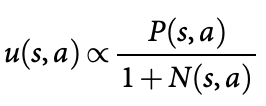 u(s, a) ∝ P(s, a) / 1 + N(s, a)